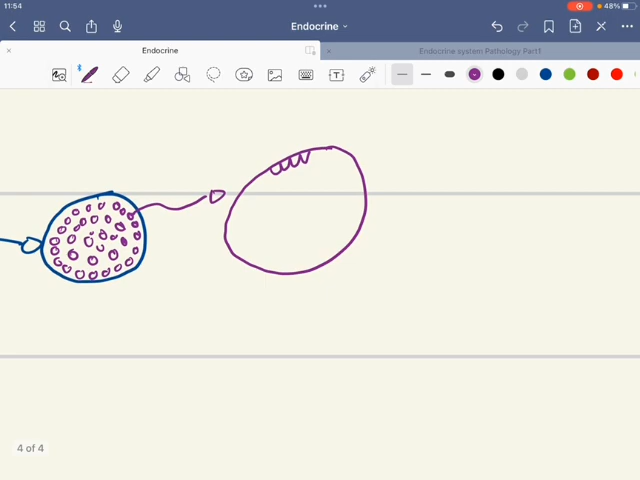 11:54
48%
Endocrine
Endocrine
Endocrine system Pathology Part1
T
4 of 4